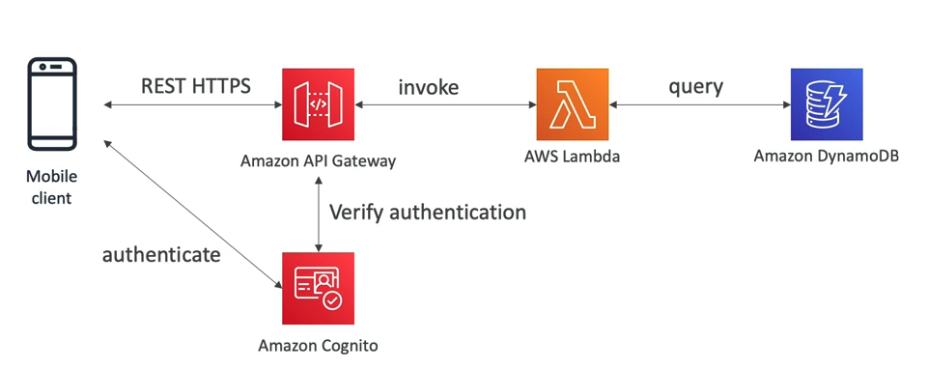 REST HTTPS
invoke
query
Amazon API Gateway
AWS Lambda
Amazon DynamoDB
Mobile
client
Verify authentication
authenticate
Amazon Cognito